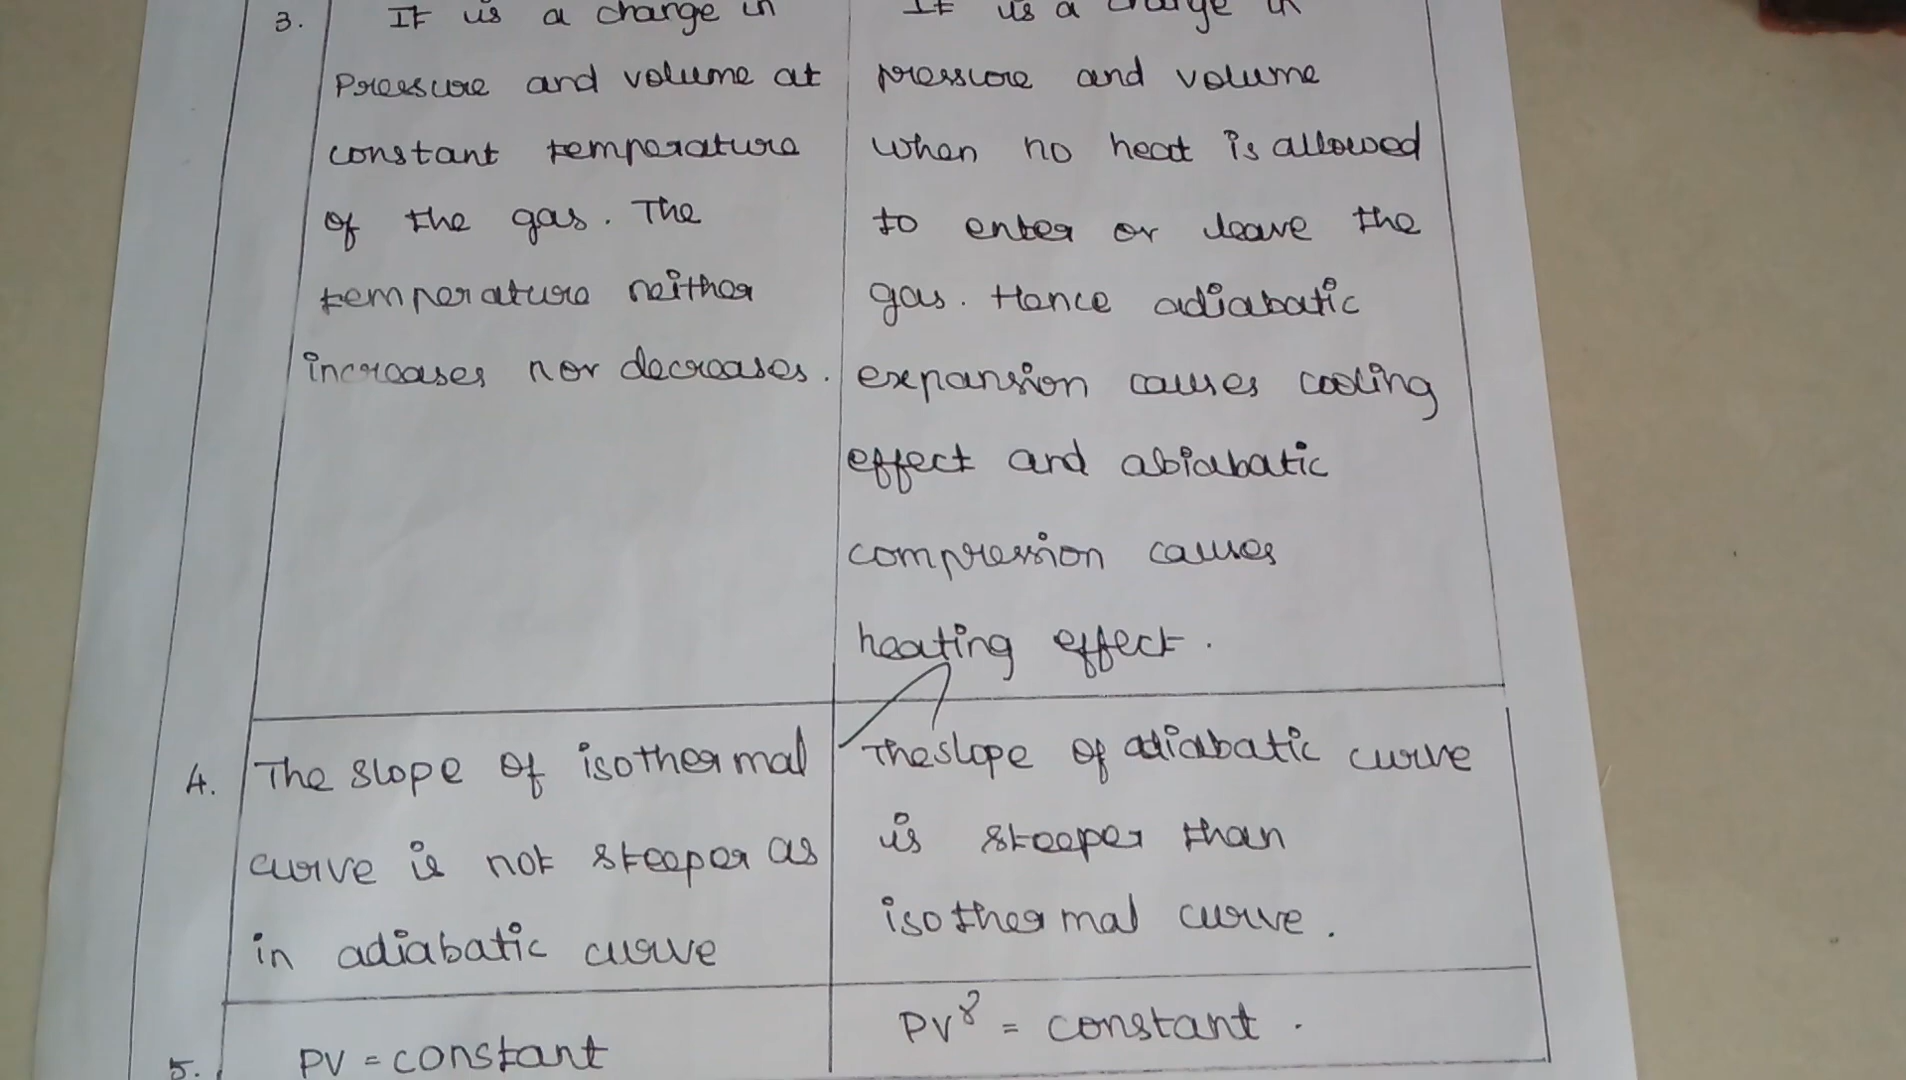 3.
It is a change in
Pressure and volume at
constant temperature
of the gas. The
temperature neither
increases nor decreases.
It is a change in
pressure and volume
when no heat is allowed
to enter or leave the
gas. Hence adiabatic
expansion causes cooling
effect and abiabatic
compression causes
heating effect.
4.
The slope of isothermal
curve is not steeper as
in adiabatic curve
The slope of adiabatic curve
is steeper than
isothermal curve.
5.
PV = constant
PV^γ = constant.